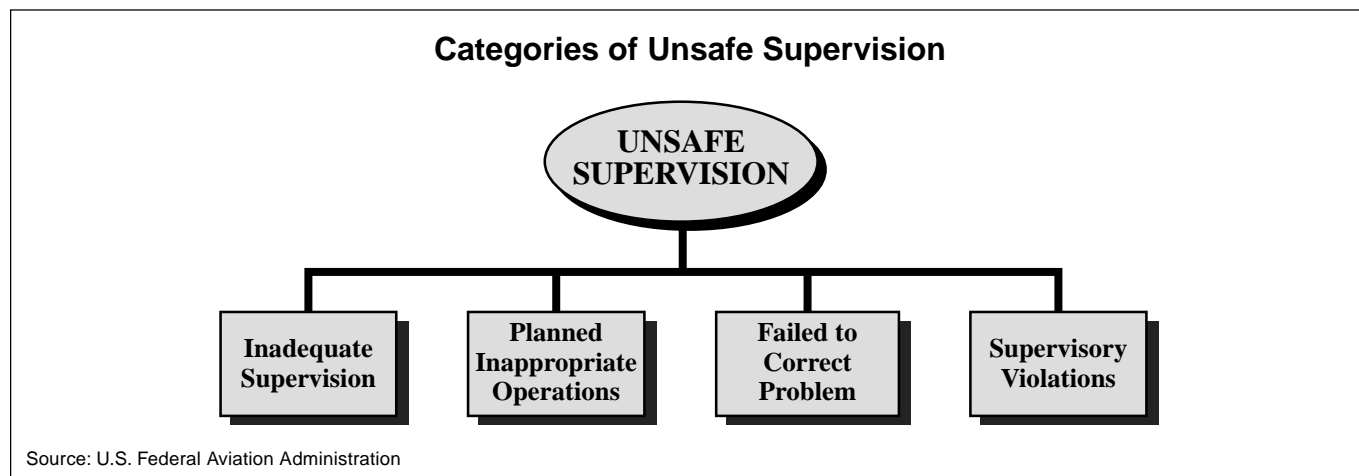 Categories of Unsafe Supervision
UNSAFE
SUPERVISION
Inadequate
Supervision
Planned
Inappropriate
Operations
Failed to
Correct
Problem
Supervisory
Violations
Source: U.S. Federal Aviation Administration